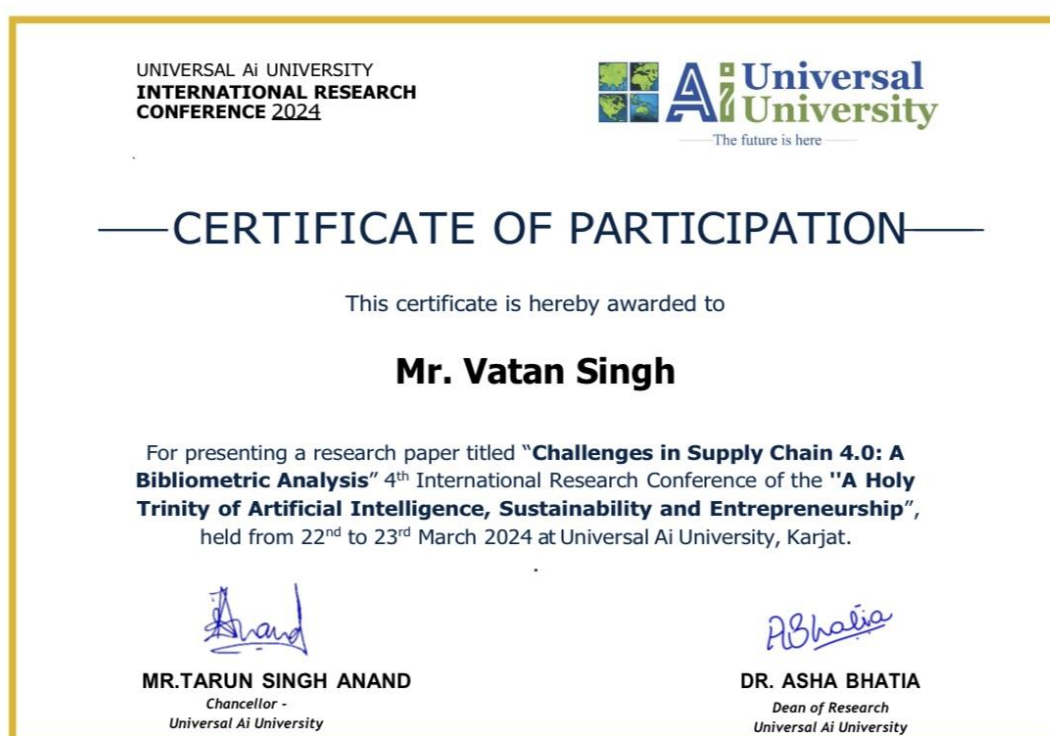 UNIVERSAL Ai UNIVERSITY
INTERNATIONAL RESEARCH
CONFERENCE 2024
Ai Universal
University
The future is here
CERTIFICATE OF PARTICIPATION
This certificate is hereby awarded to
Mr. Vatan Singh
For presenting a research paper titled “Challenges in Supply Chain 4.0: A
Bibliometric Analysis” 4th International Research Conference of the ''A Holy
Trinity of Artificial Intelligence, Sustainability and Entrepreneurship”,
held from 22nd to 23rd March 2024 at Universal Ai University, Karjat.
Anand
ABhatia
MR.TARUN SINGH ANAND
DR. ASHA BHATIA
Chancellor -
Dean of Research
Universal Ai University
Universal Ai University